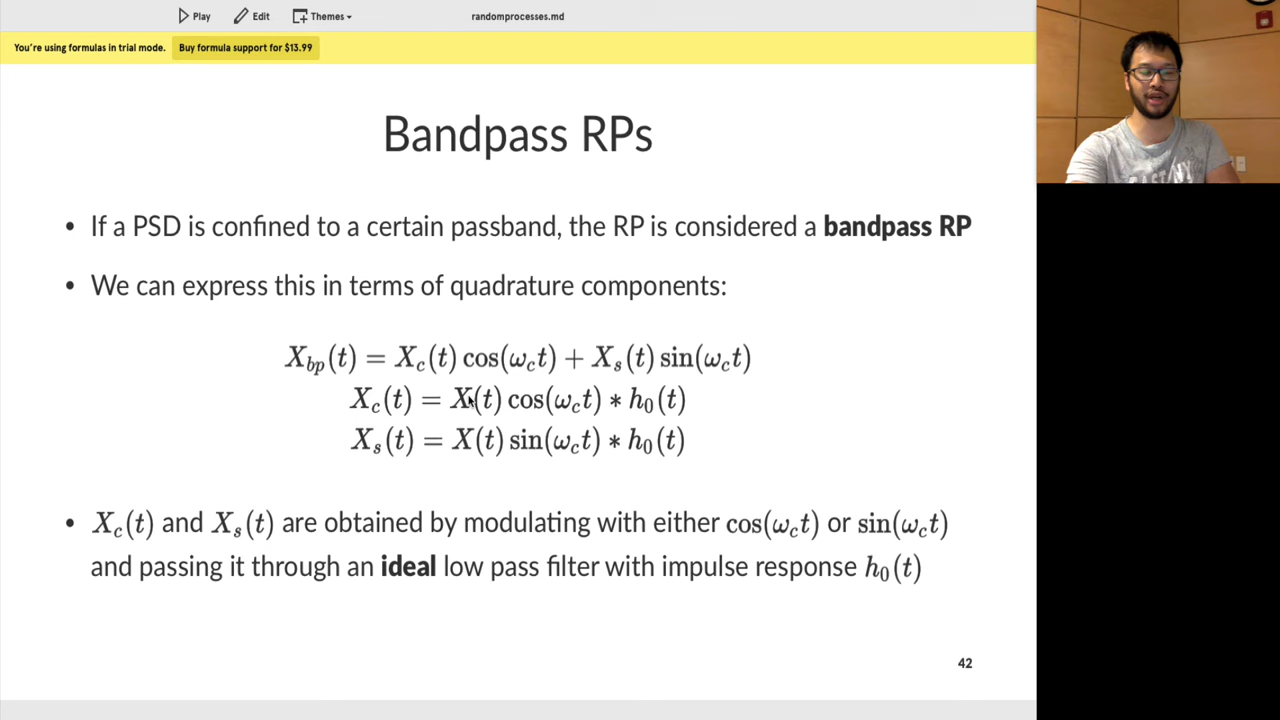 Play Edit Themes randomprocesses.md
You're using formulas in trial mode. Buy formula support for $13.99
Bandpass RPs
• If a PSD is confined to a certain passband, the RP is considered a bandpass RP
• We can express this in terms of quadrature components:
X_{bp}(t) = X_c(t) cos(ω_c t) + X_s(t) sin(ω_c t)
X_c(t) = X(t) cos(ω_c t) * h_0(t)
X_s(t) = X(t) sin(ω_c t) * h_0(t)
• X_c(t) and X_s(t) are obtained by modulating with either cos(ω_c t) or sin(ω_c t)
and passing it through an ideal low pass filter with impulse response h_0(t)
42